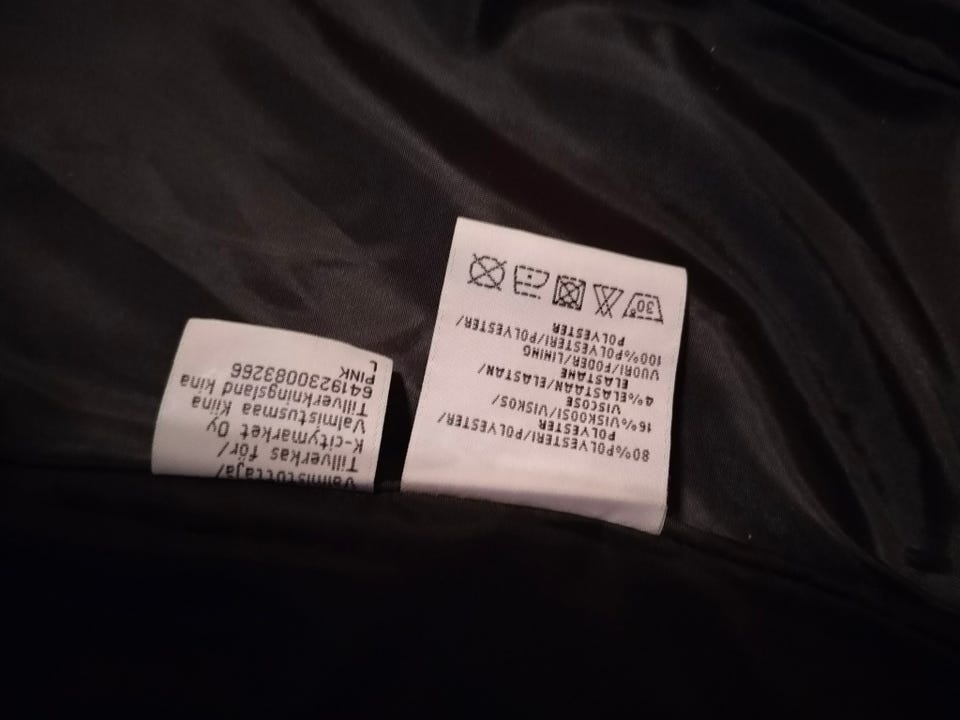 80%POLYESTERI/POLYESTER/
POLYESTER
16%VISKOOSI/VISKOS/
VISCOSE
4%ELASTAANI/ELASTAN/
ELASTANE
VUORI/FODER/LINING
100%POLYESTERI/POLYESTER/
POLYESTER
30°
Valmistuttaja/
Tillverkas för/
K-citymarket Oy
Valmistusmaa Kiina
Tillverkningsland Kina
6419230083266
PINK
L